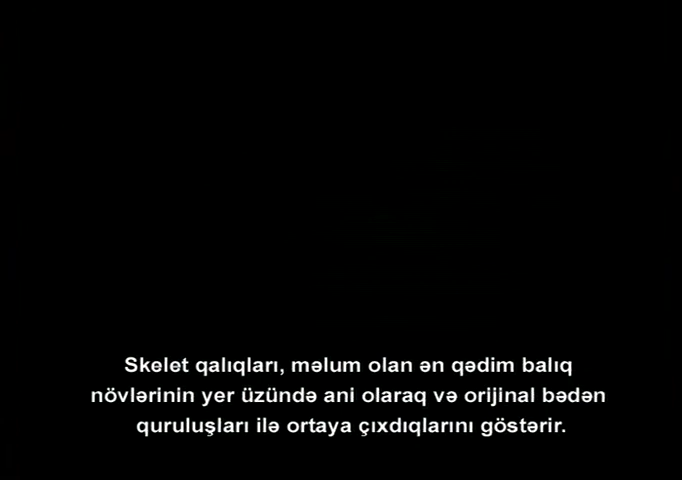 Skelet qalıqları, məlum olan ən qədim balıq
növlərinin yer üzündə ani olaraq və orijinal bədən
quruluşları ilə ortaya çıxdıqlarını göstərir.